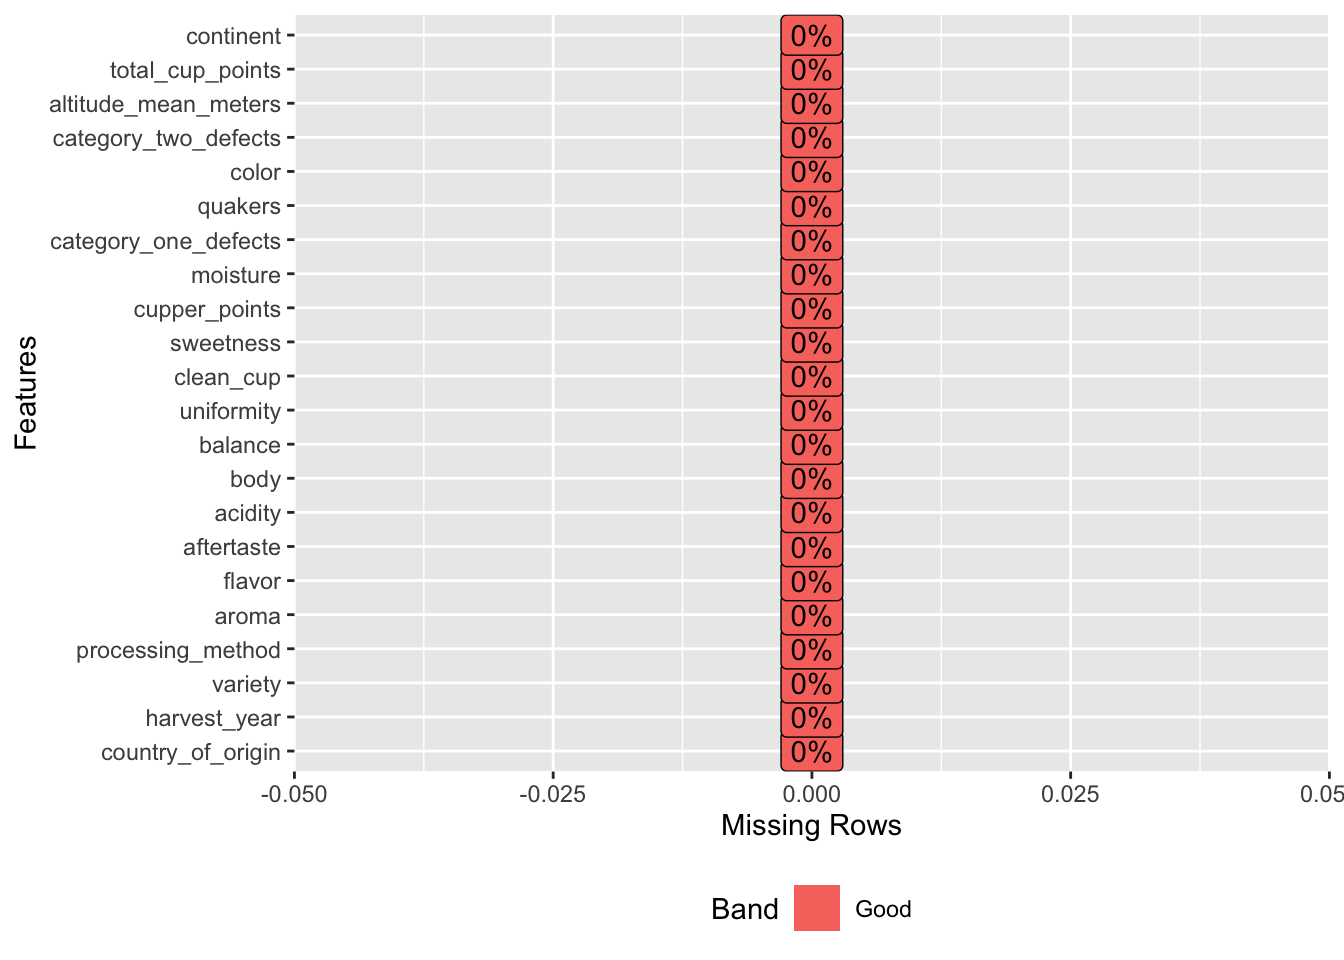 continent 0%
total_cup_points 0%
altitude_mean_meters 0%
category_two_defects 0%
color 0%
quakers 0%
category_one_defects 0%
moisture 0%
cupper_points 0%
sweetness 0%
clean_cup 0%
uniformity 0%
balance 0%
body 0%
acidity 0%
aftertaste 0%
flavor 0%
aroma 0%
processing_method 0%
variety 0%
harvest_year 0%
country_of_origin 0%
Features
-0.050 -0.025 0.000 0.025 0.05
Missing Rows
Band Good